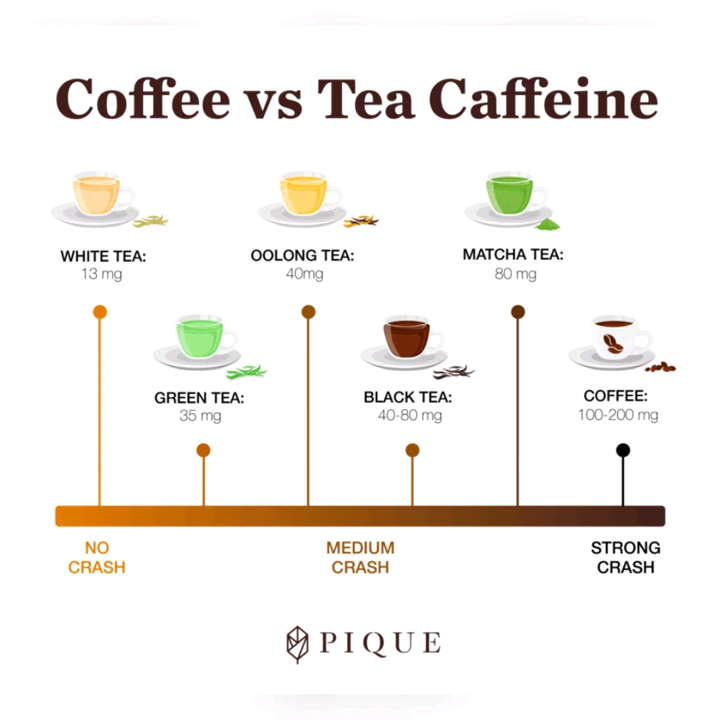 Coffee vs Tea Caffeine
WHITE TEA:
13 mg
OOLONG TEA:
40mg
MATCHA TEA:
80 mg
GREEN TEA:
35 mg
BLACK TEA:
40-80 mg
COFFEE:
100-200 mg
NO
CRASH
MEDIUM
CRASH
STRONG
CRASH
PIQUE